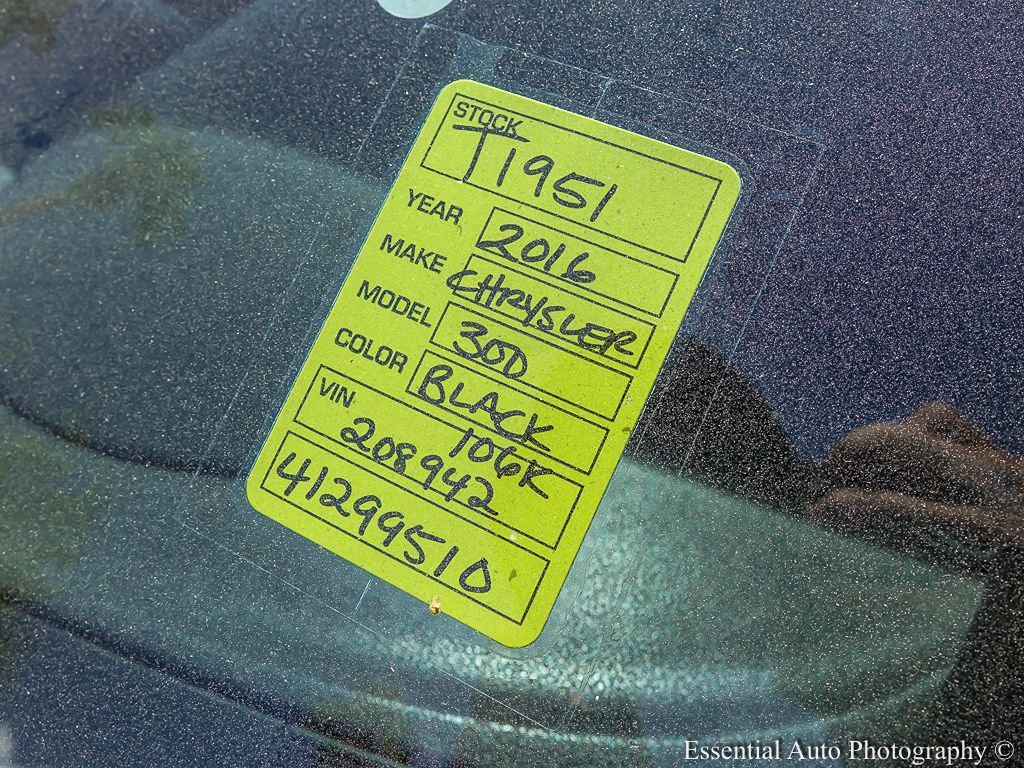 STOCK
T1951
YEAR 2016
MAKE CHRYSLER
MODEL 300
COLOR BLACK
106K
VIN 208942
41299510
Essential Auto Photography ©